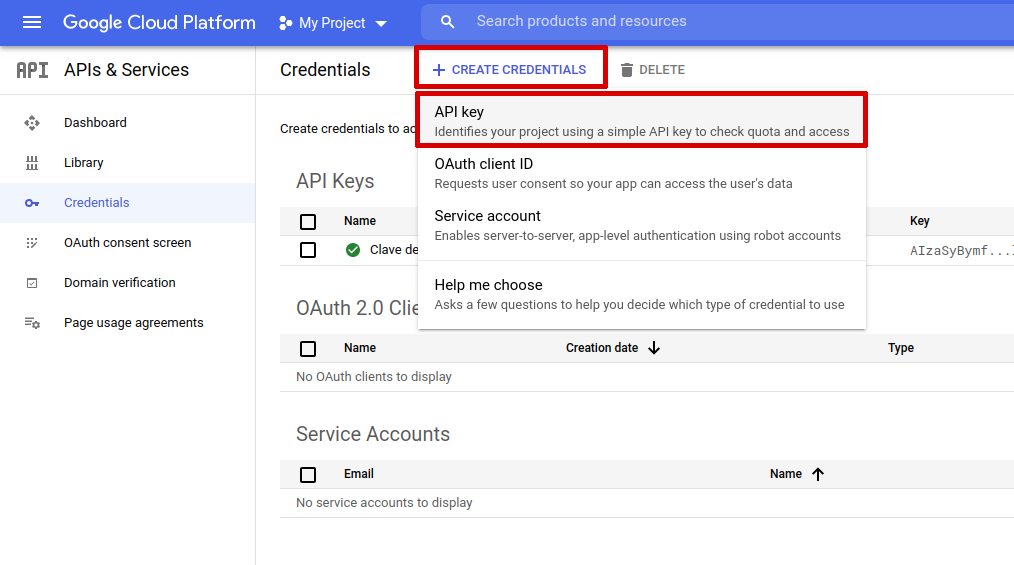 Google Cloud Platform My Project Search products and resources
API APIs & Services Credentials CREATE CREDENTIALS DELETE
API key
Identifies your project using a simple API key to check quota and access
Dashboard
Create credentials to
Library
OAuth client ID
Requests user consent so your app can access the user's data
API Keys
Credentials
Service account
Enables server-to-server, app-level authentication using robot accounts
Name Key
OAuth consent screen
Clave de AIzaSyBymf...
Domain verification
Help me choose
Asks a few questions to help you decide which type of credential to use
OAuth 2.0
Page usage agreements
Name Creation date Type
No OAuth clients to display
Service Accounts
Email Name
No service accounts to display